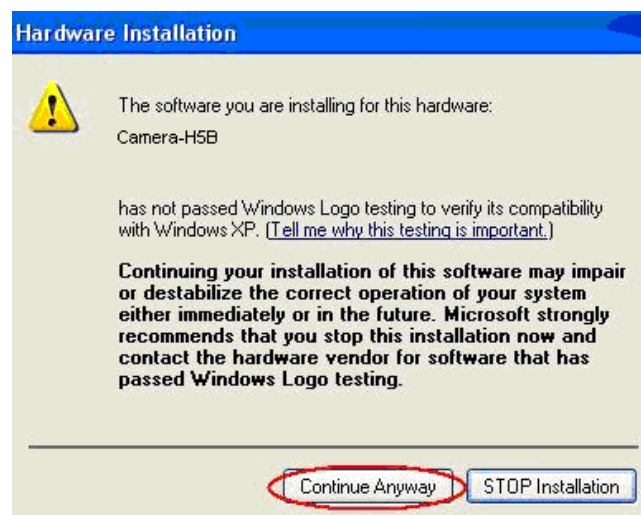 Hardware Installation
The software you are installing for this hardware:
Camera-H5B
has not passed Windows Logo testing to verify its compatibility
with Windows XP. (Tell me why this testing is important.)
Continuing your installation of this software may impair
or destabilize the correct operation of your system
either immediately or in the future. Microsoft strongly
recommends that you stop this installation now and
contact the hardware vendor for software that has
passed Windows Logo testing.
Continue Anyway
STOP Installation